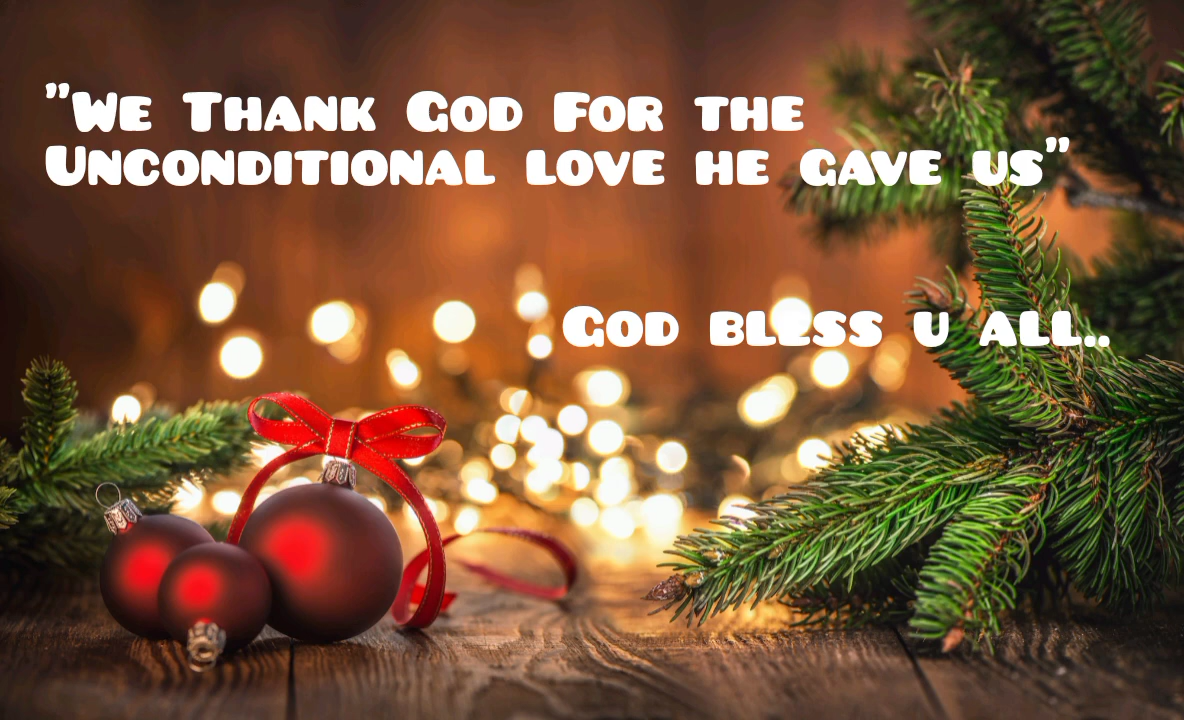 "We Thank God For the
Unconditional love he gave us"
God bless u all..